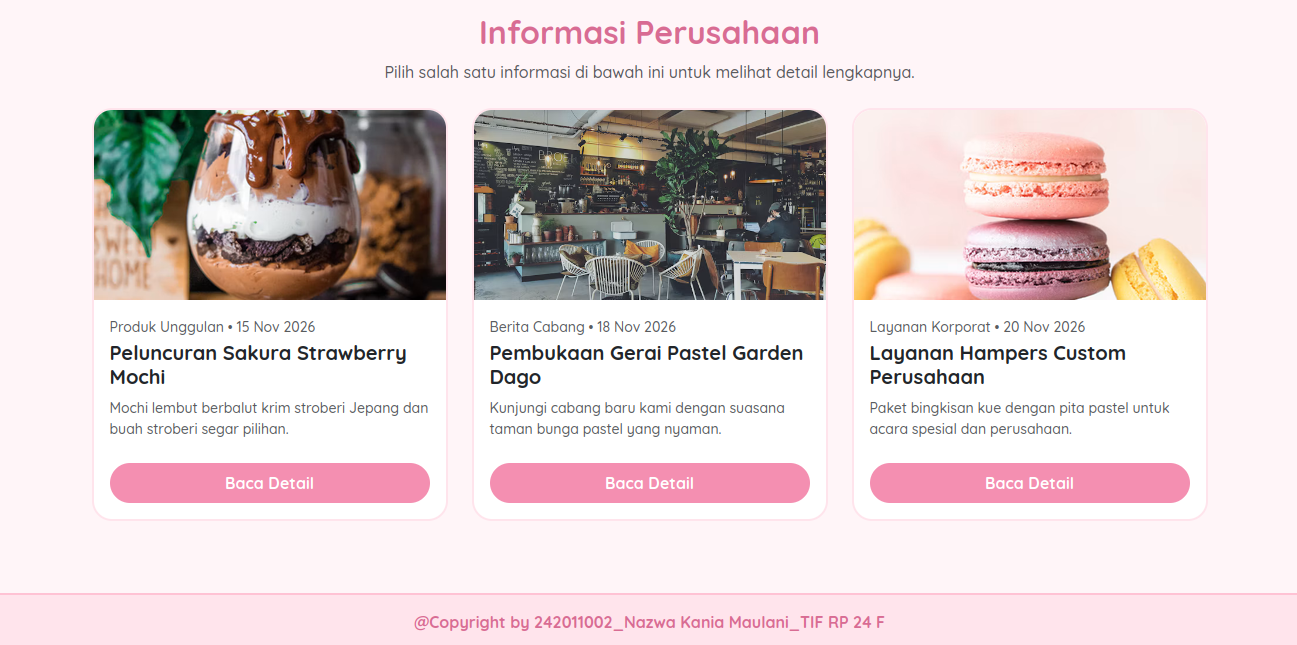 Informasi Perusahaan
Pilih salah satu informasi di bawah ini untuk melihat detail lengkapnya.
SWEET
HOME
Produk Unggulan • 15 Nov 2026
Peluncuran Sakura Strawberry
Mochi
Mochi lembut berbalut krim stroberi Jepang dan
buah stroberi segar pilihan.
Baca Detail
Berita Cabang • 18 Nov 2026
Pembukaan Gerai Pastel Garden
Dago
Kunjungi cabang baru kami dengan suasana
taman bunga pastel yang nyaman.
Baca Detail
Layanan Korporat • 20 Nov 2026
Layanan Hampers Custom
Perusahaan
Paket bingkisan kue dengan pita pastel untuk
acara spesial dan perusahaan.
Baca Detail
@Copyright by 242011002_Nazwa Kania Maulani_TIF RP 24 F